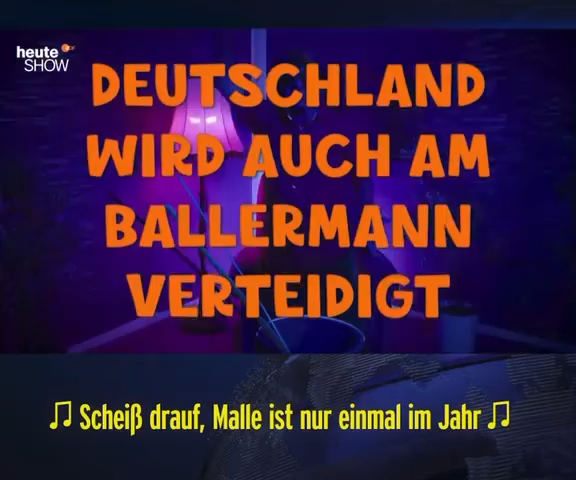 heute
SHOW
DEUTSCHLAND
WIRD AUCH AM
BALLERMANN
VERTEIDIGT
♫ Scheiß drauf, Malle ist nur einmal im Jahr ♫